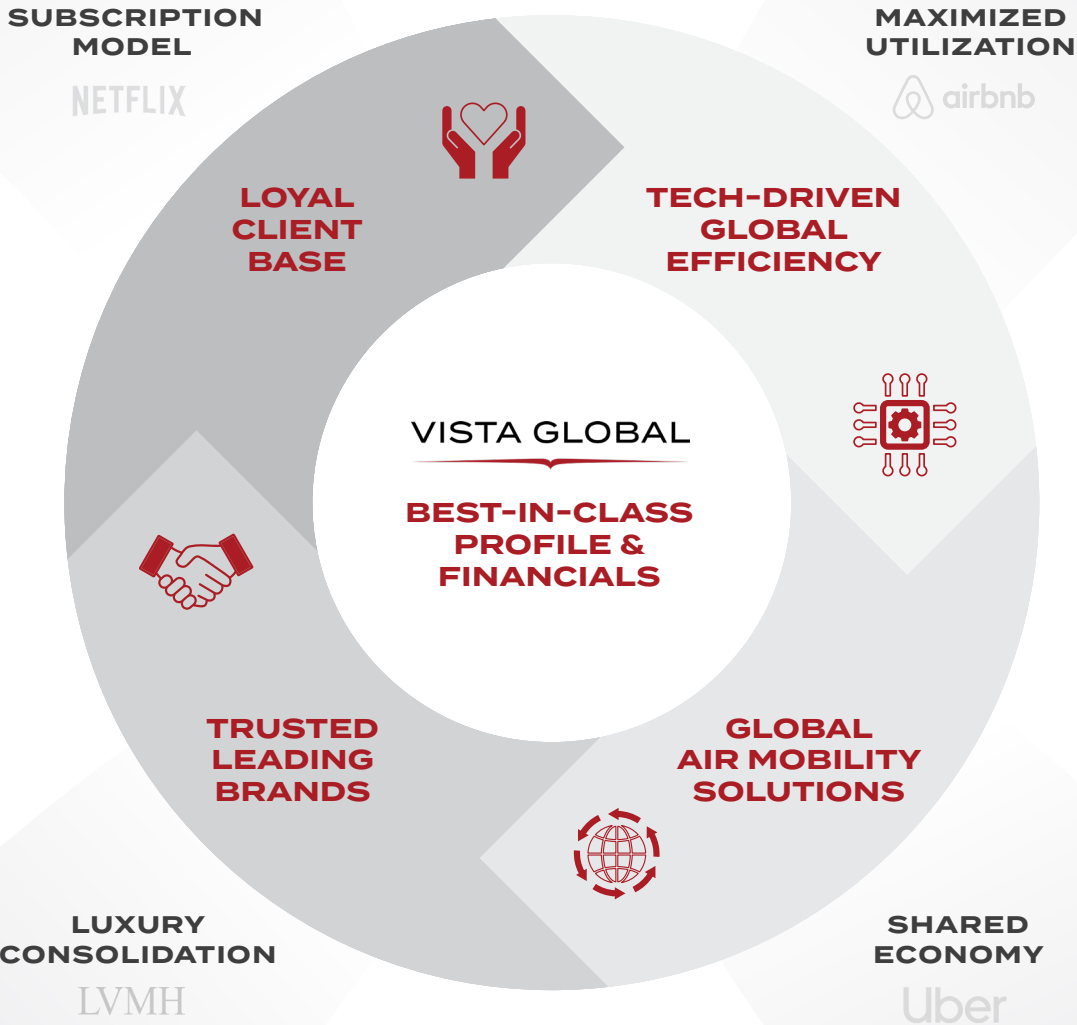 SUBSCRIPTION
MODEL
NETFLIX
MAXIMIZED
UTILIZATION
airbnb
LOYAL
CLIENT
BASE
TECH-DRIVEN
GLOBAL
EFFICIENCY
VISTA GLOBAL
BEST-IN-CLASS
PROFILE &
FINANCIALS
TRUSTED
LEADING
BRANDS
GLOBAL
AIR MOBILITY
SOLUTIONS
LUXURY
CONSOLIDATION
LVMH
SHARED
ECONOMY
Uber